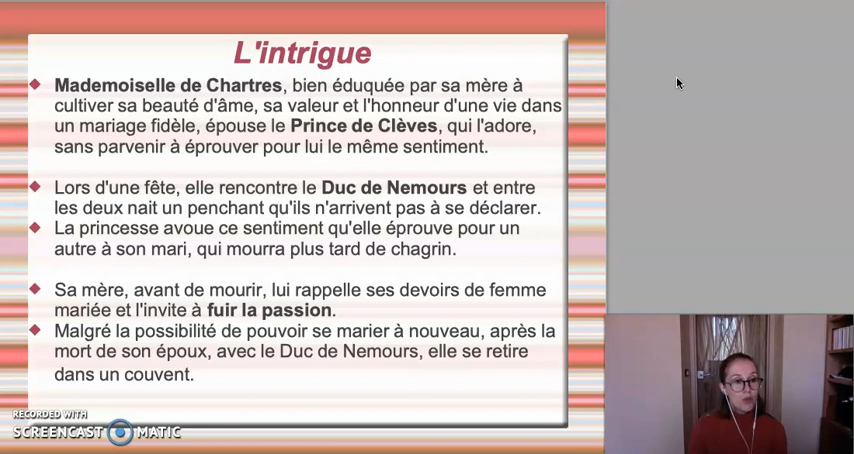 L'intrigue
Mademoiselle de Chartres, bien éduquée par sa mère à
cultiver sa beauté d'âme, sa valeur et l'honneur d'une vie dans
un mariage fidèle, épouse le Prince de Clèves, qui l'adore,
sans parvenir à éprouver pour lui le même sentiment.
Lors d'une fête, elle rencontre le Duc de Nemours et entre
les deux nait un penchant qu'ils n'arrivent pas à se déclarer.
La princesse avoue ce sentiment qu'elle éprouve pour un
autre à son mari, qui mourra plus tard de chagrin.
Sa mère, avant de mourir, lui rappelle ses devoirs de femme
mariée et l'invite à fuir la passion.
Malgré la possibilité de pouvoir se marier à nouveau, après la
mort de son époux, avec le Duc de Nemours, elle se retire
dans un couvent.
RECORDED WITH
SCREENCAST MATIC